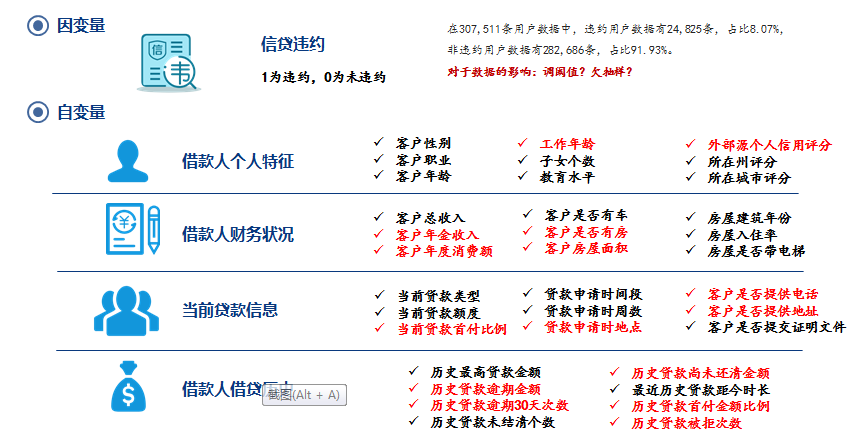 因变量
信贷违约
1为违约，0为未违约
在307,511条用户数据中，违约用户数据有24,825条，占比8.07%，
非违约用户数据有282,686条，占比91.93%。
对于数据的影响：调阈值？欠抽样？
自变量
借款人个人特征
客户性别
客户职业
客户年龄
工作年龄
子女个数
教育水平
外部源个人信用评分
所在州评分
所在城市评分
借款人财务状况
客户总收入
客户年金收入
客户年度消费额
客户是否有车
客户是否有房
客户房屋面积
房屋建筑年份
房屋入住率
房屋是否带电梯
当前贷款信息
当前贷款类型
当前贷款额度
当前贷款首付比例
贷款申请时间段
贷款申请时周数
贷款申请时地点
客户是否提供电话
客户是否提供地址
客户是否提交证明文件
借款人借贷
截图(Alt + A)
历史最高贷款金额
历史贷款逾期金额
历史贷款逾期30天次数
历史贷款未结清个数
历史贷款尚未还清金额
最近历史贷款距今时长
历史贷款首付金额比例
历史贷款被拒次数